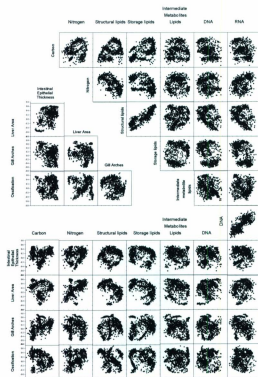 Intermediate
Metabolites
Nitrogen Structural lipids Storage lipids Lipids DNA RNA
Carbon
Nitrogen
Intestinal
Epithelial
Thickness
Structural lipids
Liver Area
Liver Area
Storage lipids
Gill Arches
Gill Arches
Intermediate
metabolite
lipids
Ossification
DNA
Intermediate
Metabolites
Carbon Nitrogen Structural lipids Storage lipids Lipids DNA RNA
Intestinal
Epithelial
Thickness
Liver Area
Gill Arches
Ossification